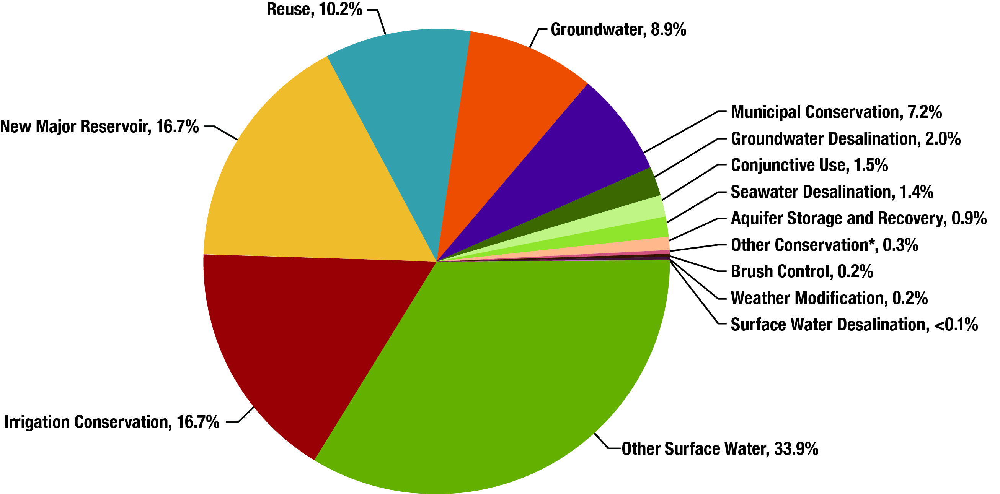 Reuse, 10.2%
Groundwater, 8.9%
Municipal Conservation, 7.2%
Groundwater Desalination, 2.0%
Conjunctive Use, 1.5%
Seawater Desalination, 1.4%
Aquifer Storage and Recovery, 0.9%
Other Conservation*, 0.3%
Brush Control, 0.2%
Weather Modification, 0.2%
Surface Water Desalination, <0.1%
Other Surface Water, 33.9%
Irrigation Conservation, 16.7%
New Major Reservoir, 16.7%